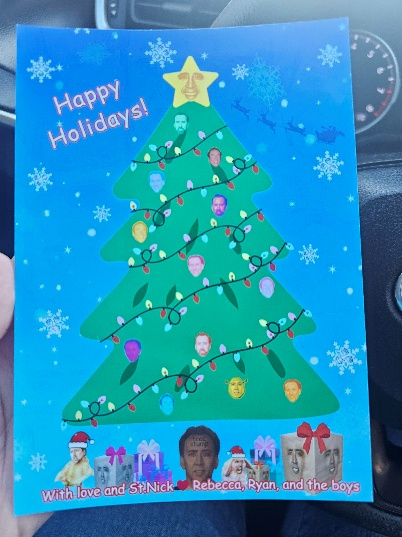 Happy
Holidays!
With love and St.Nick Rebecca, Ryan, and the boys